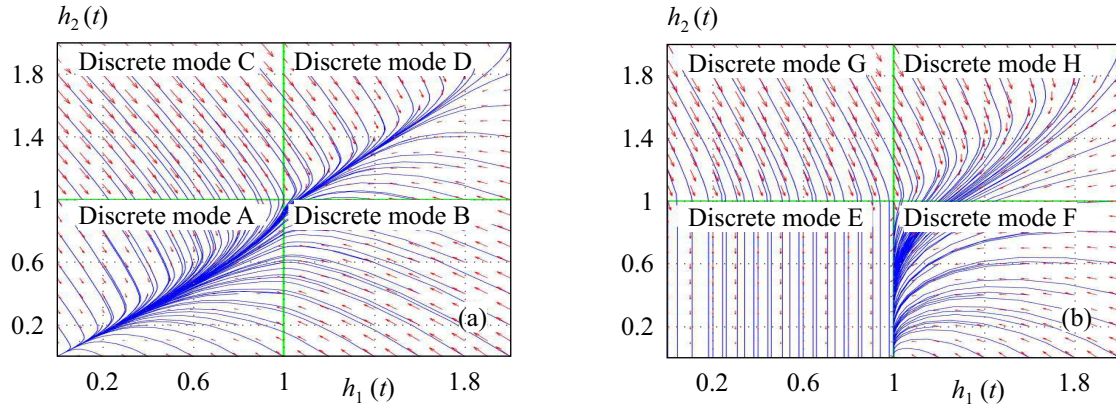 h₂(t)
Discrete mode C
Discrete mode D
Discrete mode A
Discrete mode B
1.8
1.4
1
0.6
0.2
(a)
0.2
0.6
1
h₁(t)
1.8
h₂(t)
Discrete mode G
Discrete mode H
Discrete mode E
Discrete mode F
1.8
1.4
1
0.6
0.2
(b)
0.2
0.6
1
h₁(t)
1.8